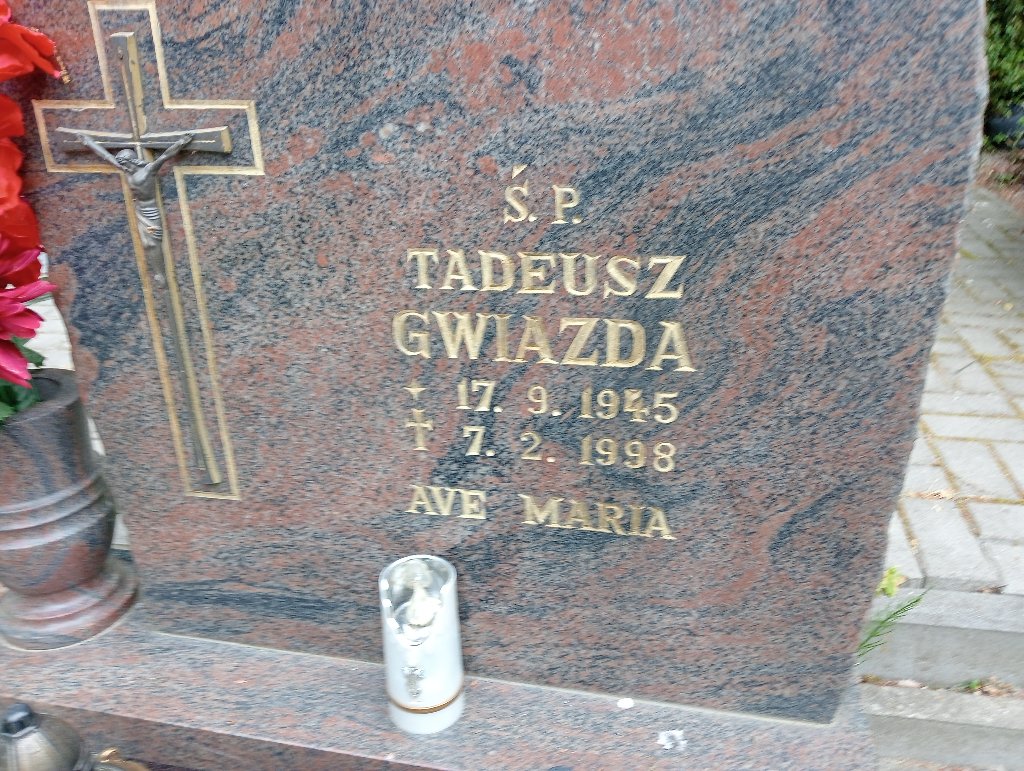 Ś. P.
TADEUSZ
GWIAZDA
17. 9. 1945
† 7. 2. 1998
AVE MARIA